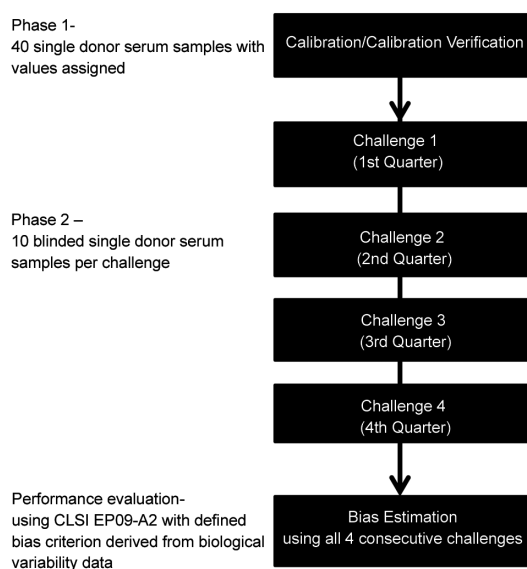 Phase 1-
40 single donor serum samples with
values assigned
Calibration/Calibration Verification
Challenge 1
(1st Quarter)
Phase 2 –
10 blinded single donor serum
samples per challenge
Challenge 2
(2nd Quarter)
Challenge 3
(3rd Quarter)
Challenge 4
(4th Quarter)
Performance evaluation-
using CLSI EP09-A2 with defined
bias criterion derived from biological
variability data
Bias Estimation
using all 4 consecutive challenges